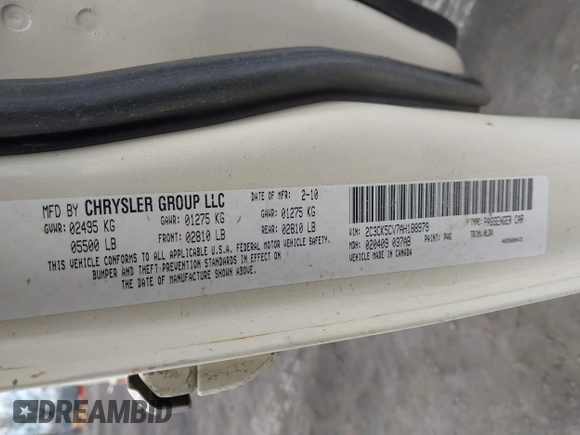 MFD BY CHRYSLER GROUP LLC
DATE OF MFR: 2-10
GVWR: 02495 KG
05500 LB
GAWR: 01275 KG
FRONT: 02810 LB
GAWR: 01275 KG
REAR: 02810 LB
THIS VEHICLE CONFORMS TO ALL APPLICABLE U.S.A. FEDERAL MOTOR VEHICLE SAFETY,
BUMPER AND THEFT PREVENTION STANDARDS IN EFFECT ON
THE DATE OF MANUFACTURE SHOWN ABOVE.
VIN: 2C3CK5CV7AH188979
TYPE: PASSENGER CAR
MDH: 020409 037AB
PAINT: PWG
VEHICLE MADE IN CANADA
DREAMBID